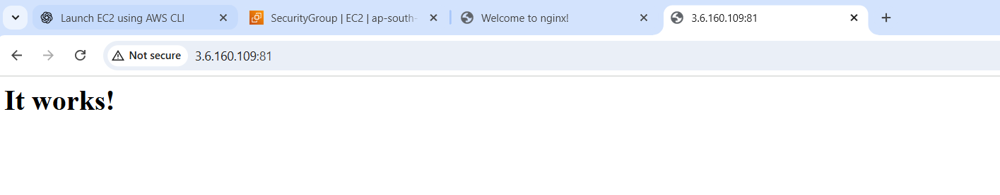 Launch EC2 using AWS CLI
SecurityGroup | EC2 | ap-south-
Welcome to nginx!
3.6.160.109:81
Not secure
3.6.160.109:81
It works!